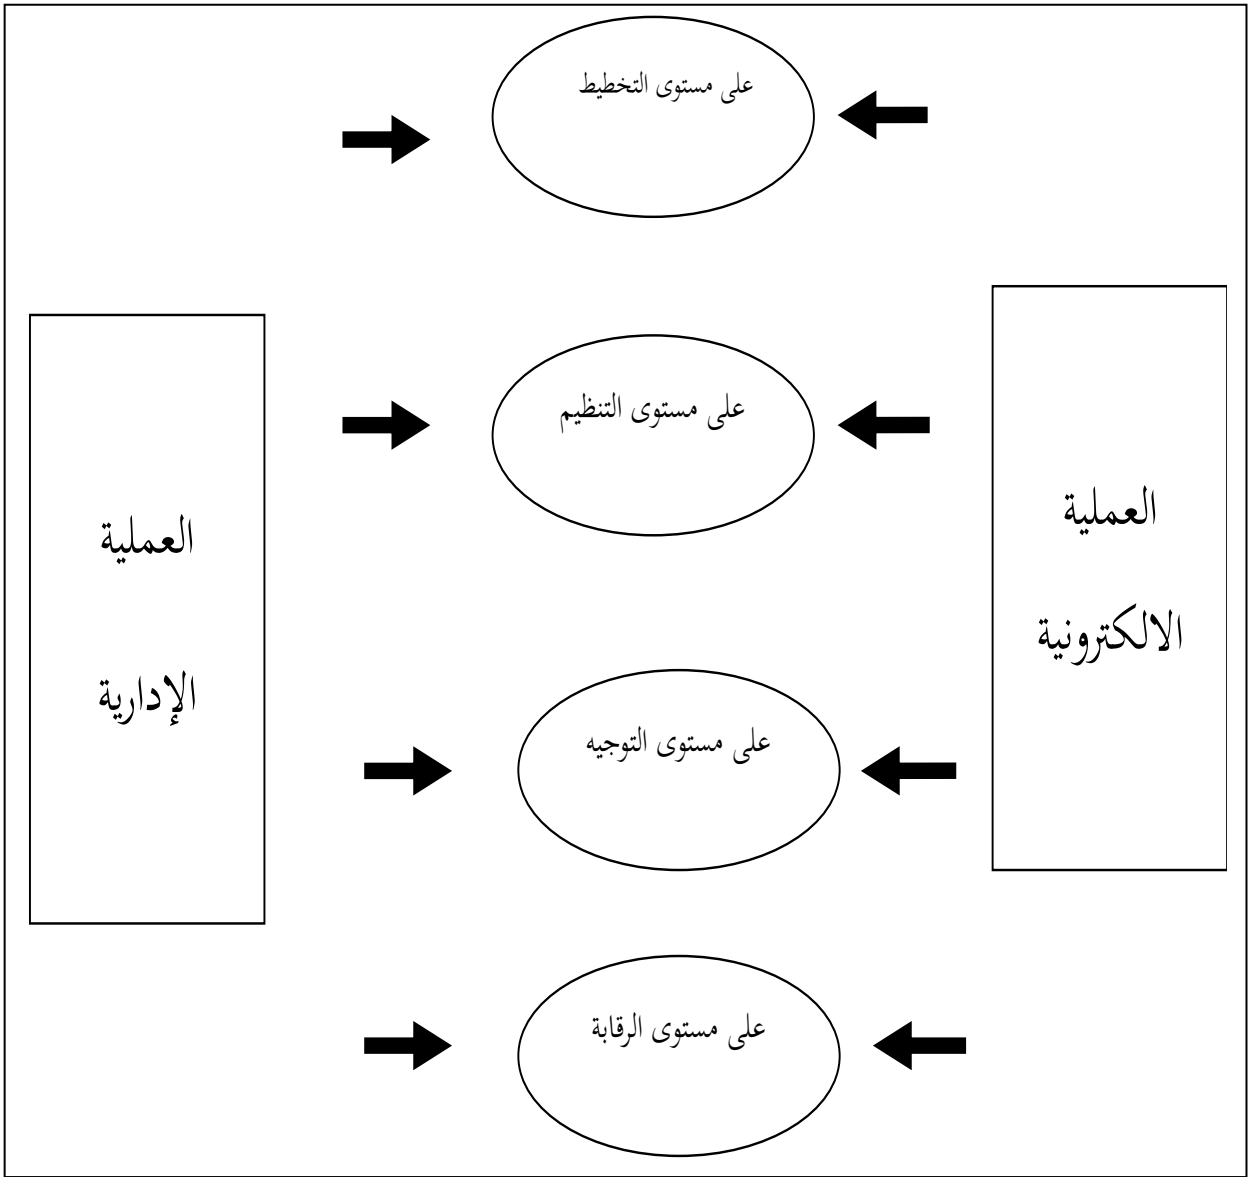 على مستوى التخطيط
على مستوى التنظيم
العملية
الالكترونية
العملية
الإدارية
على مستوى التوجيه
على مستوى الرقابة